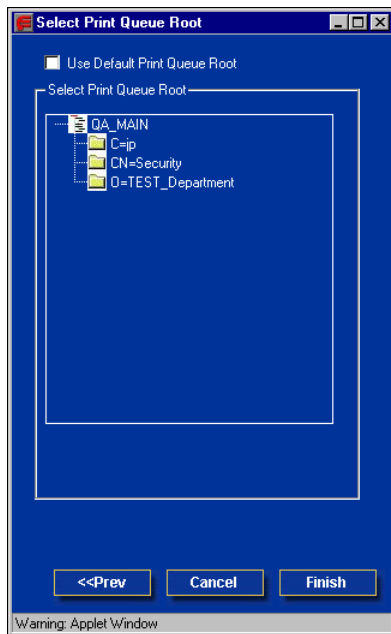 Select Print Queue Root
Use Default Print Queue Root
Select Print Queue Root
QA_MAIN
C=jp
CN=Security
O=TEST_Department
<<Prev
Cancel
Finish
Warning: Applet Window